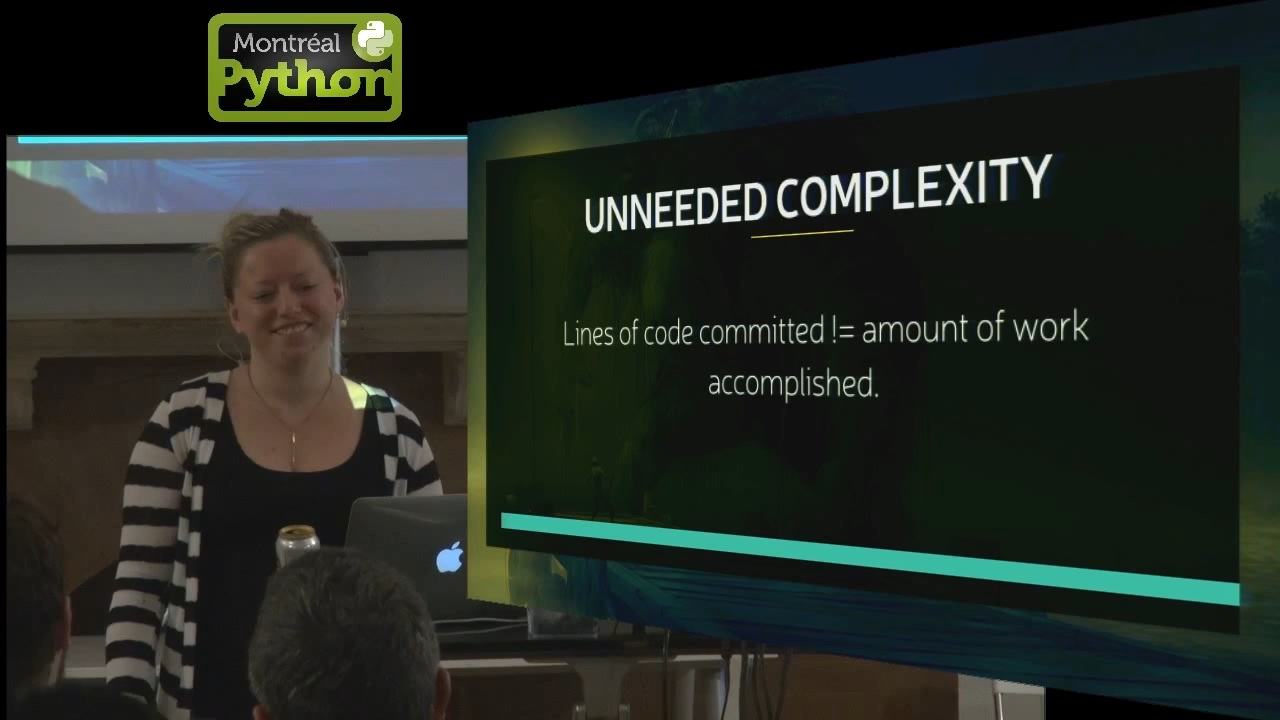 Montréal
Python
UNNEEDED COMPLEXITY
Lines of code committed != amount of work
accomplished.